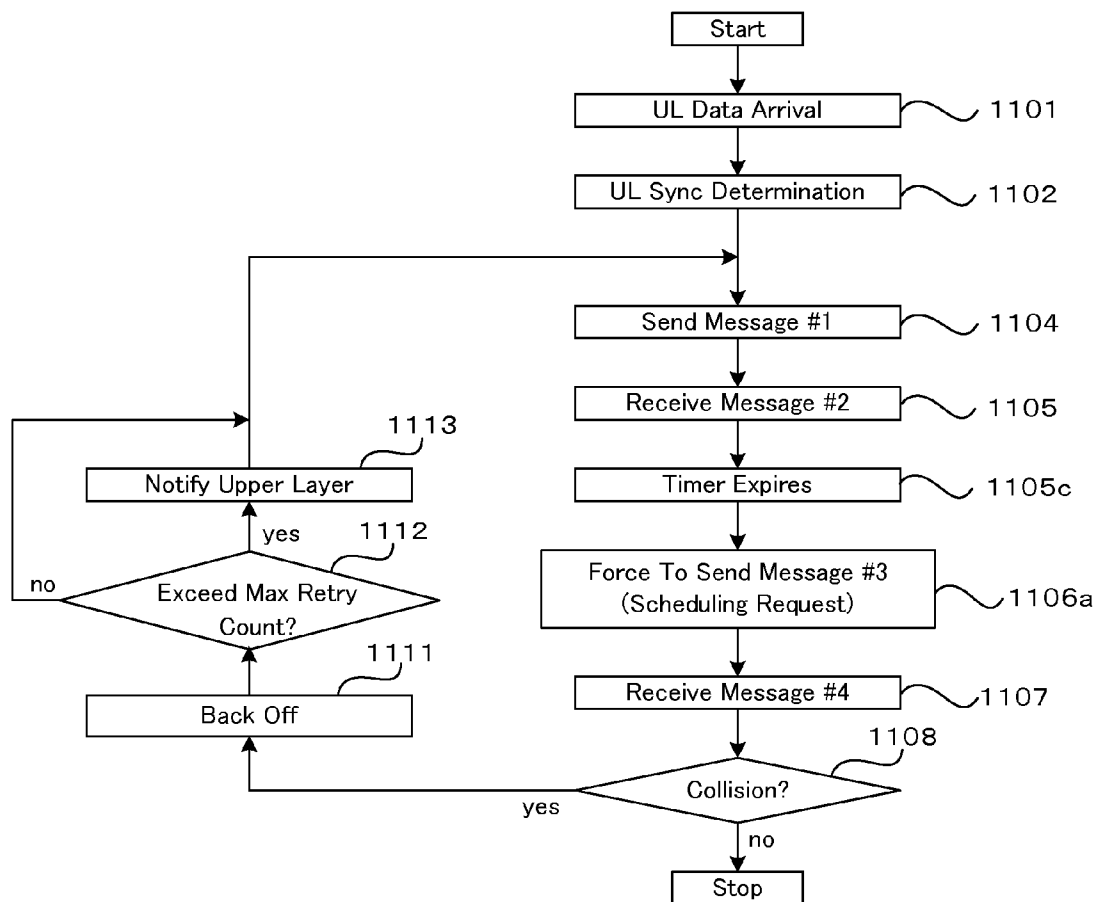 Start
UL Data Arrival
1101
UL Sync Determination
1102
Send Message #1
1104
Receive Message #2
1105
1113
Notify Upper Layer
Timer Expires
1105c
yes
1112
no
Exceed Max Retry
Count?
Force To Send Message #3
(Scheduling Request)
1106a
1111
Back Off
Receive Message #4
1107
1108
Collision?
yes
no
Stop